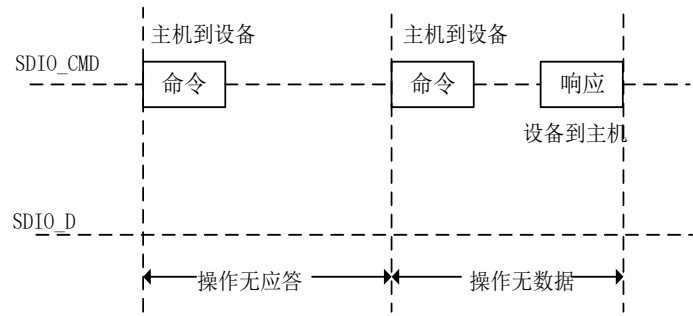 主机到设备
主机到设备
SDIO_CMD
命令
命令
响应
设备到主机
SDIO_D
操作无应答
操作无数据